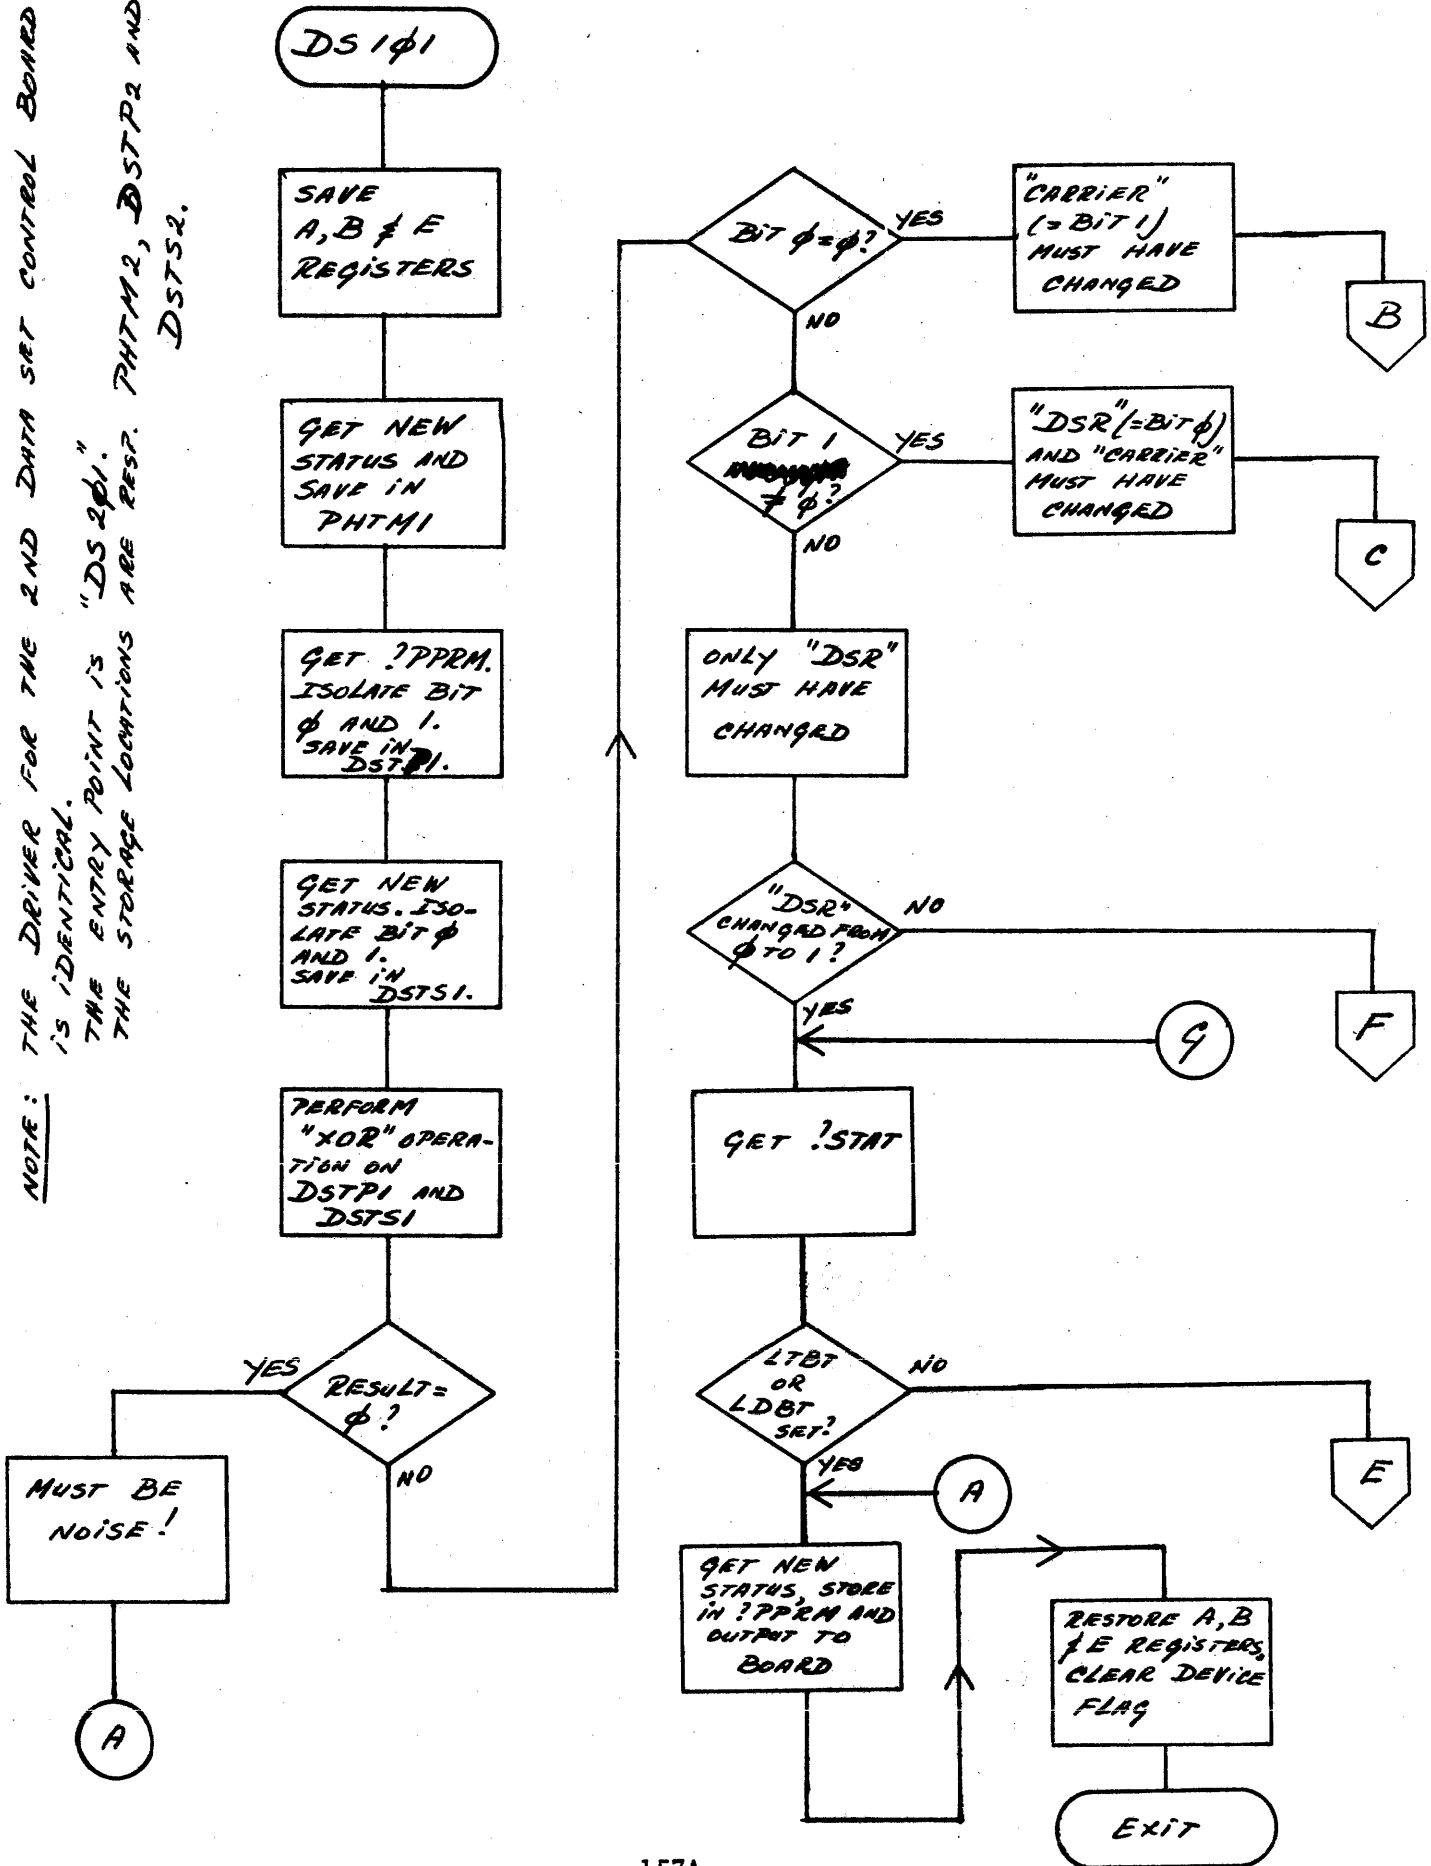 NOTE: THE DRIVER FOR THE 2ND DATA SET CONTROL BOARD
IS IDENTICAL.
THE ENTRY POINT IS "DS2φ1."
THE STORAGE LOCATIONS ARE RESP. PHTM2, DSTP2 AND
DSTS2.
DS1φ1
SAVE
A, B & E
REGISTERS
GET NEW
STATUS AND
SAVE IN
PHTM1
GET !PPRM.
ISOLATE BIT
φ AND 1.
SAVE IN
DSTP1.
GET NEW
STATUS. ISO-
LATE BIT φ
AND 1.
SAVE IN
DSTS1.
PERFORM
"XOR" OPERA-
TION ON
DSTP1 AND
DSTS1
RESULT=
φ?
YES
NO
MUST BE
NOISE!
A
BIT φ=φ?
YES
NO
"CARRIER"
(=BIT 1)
MUST HAVE
CHANGED
B
BIT 1
≠ φ?
YES
NO
"DSR"(=BIT φ)
AND "CARRIER"
MUST HAVE
CHANGED
C
ONLY "DSR"
MUST HAVE
CHANGED
"DSR"
CHANGED FROM
φ TO 1?
NO
YES
F
G
GET !STAT
LTBT
OR
LDBT
SET?
NO
YES
E
A
GET NEW
STATUS, STORE
IN ?PPRM AND
OUTPUT TO
BOARD
RESTORE A, B
& E REGISTERS,
CLEAR DEVICE
FLAG
EXIT
157A